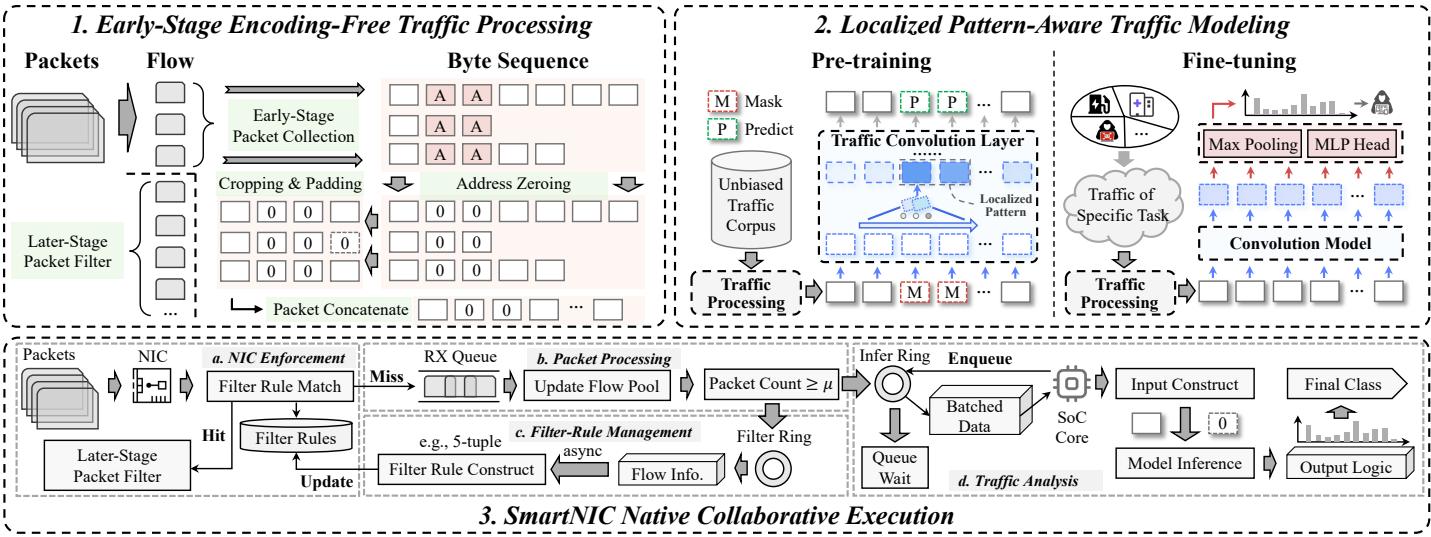 1. Early-Stage Encoding-Free Traffic Processing
Packets
Flow
Byte Sequence
Early-Stage
Packet Collection
A A
A A
A A
Cropping & Padding
Address Zeroing
0 0
0 0 0
0 0
0 0
0 0
0 0
Later-Stage
Packet Filter
...
Packet Concatenate
0 0 ...
2. Localized Pattern-Aware Traffic Modeling
Pre-training
M Mask
P Predict
P P ...
Unbiased
Traffic
Corpus
Traffic Convolution Layer
......
...
Localized
Pattern
...
Traffic
Processing
M M ...
Fine-tuning
...
Traffic of
Specific Task
Traffic
Processing
Max Pooling
MLP Head
...
Convolution Model
...
Packets
NIC
a. NIC Enforcement
Filter Rule Match
Hit
Filter Rules
Later-Stage
Packet Filter
Miss
Update
RX Queue
b. Packet Processing
Update Flow Pool
Packet Count ≥ μ
c. Filter-Rule Management
e.g., 5-tuple
Filter Rule Construct
async
Flow Info.
Filter Ring
Infer Ring
Enqueue
Batched
Data
SoC
Core
Queue
Wait
Input Construct
0
Model Inference
Final Class
Output Logic
d. Traffic Analysis
3. SmartNIC Native Collaborative Execution